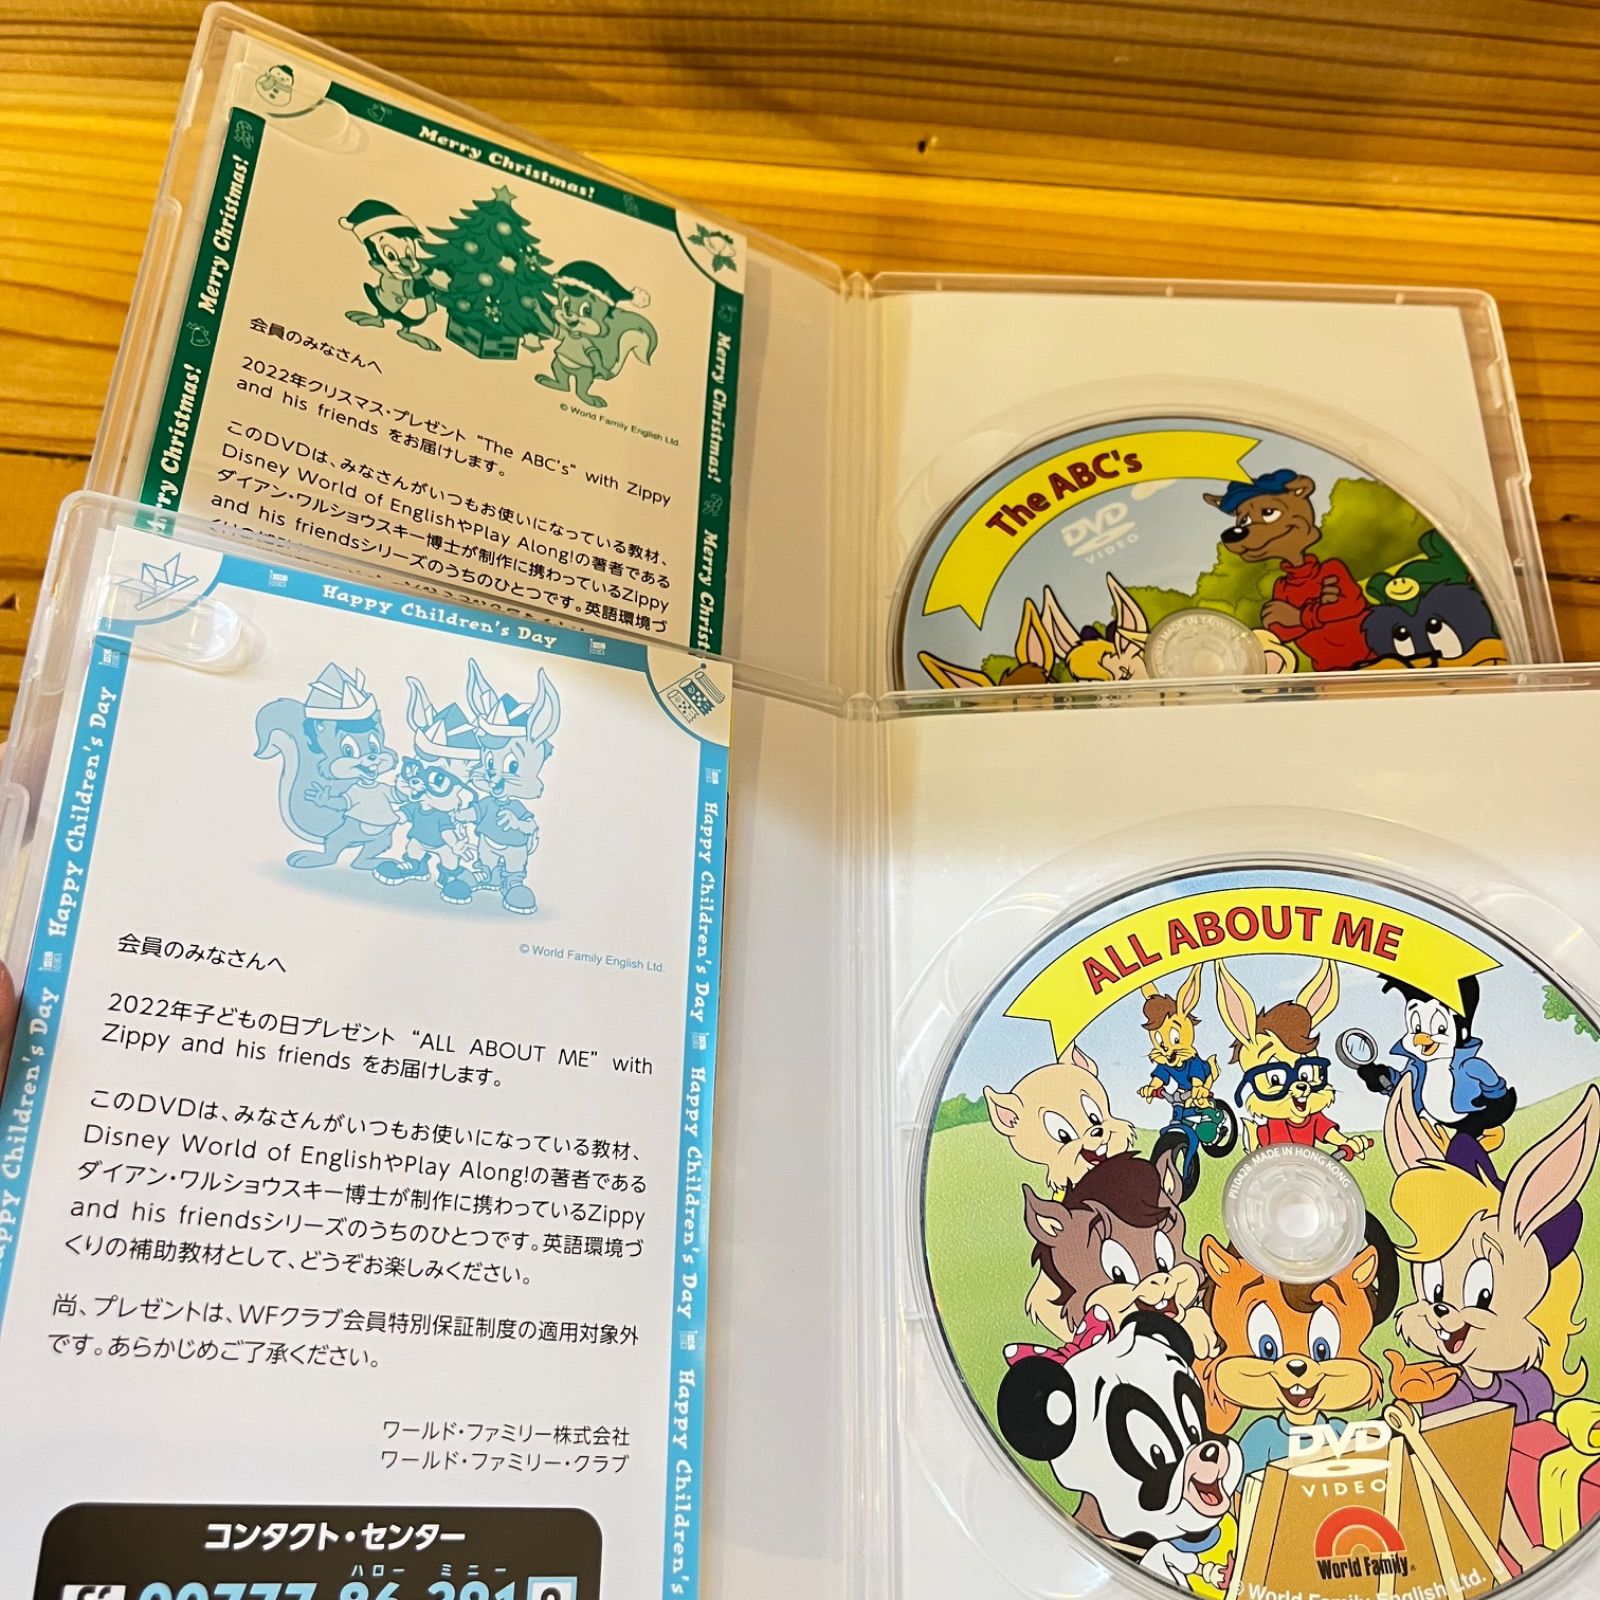 Merry Christmas!
Merry Christmas!
Merry Christmas!
Merry Christmas!
会員のみなさんへ
© World Family English Ltd.
2022年クリスマス・プレゼント “The ABC's” with Zippy
and his friends をお届けします。
このDVDは、みなさんがいつもお使いになっている教材、
Disney World of EnglishやPlay Along!の著者である
ダイアン・ワルショウスキー博士が制作に携わっているZippy
and his friendsシリーズのうちのひとつです。英語環境づ
Merry Christ
The ABC's
DVD
VIDEO
MADE IN TAIWAN
Happy Children's Day
Happy Children's Day
Happy Children's Day
Happy Children's Day
Happy Children's Day
Happy Children's
会員のみなさんへ
© World Family English Ltd.
2022年子どもの日プレゼント “ALL ABOUT ME” with
Zippy and his friends をお届けします。
このDVDは、みなさんがいつもお使いになっている教材、
Disney World of EnglishやPlay Along!の著者である
ダイアン・ワルショウスキー博士が制作に携わっているZippy
and his friendsシリーズのうちのひとつです。英語環境づ
くりの補助教材として、どうぞお楽しみください。
尚、プレゼントは、WFクラブ会員特別保証制度の適用対象外
です。あらかじめご了承ください。
ワールド・ファミリー株式会社
ワールド・ファミリー・クラブ
コンタクト・センター
ハロー ミニー
ALL ABOUT ME
MADE IN HONG KONG
DVD
VIDEO
World Family
© World Family English Ltd.